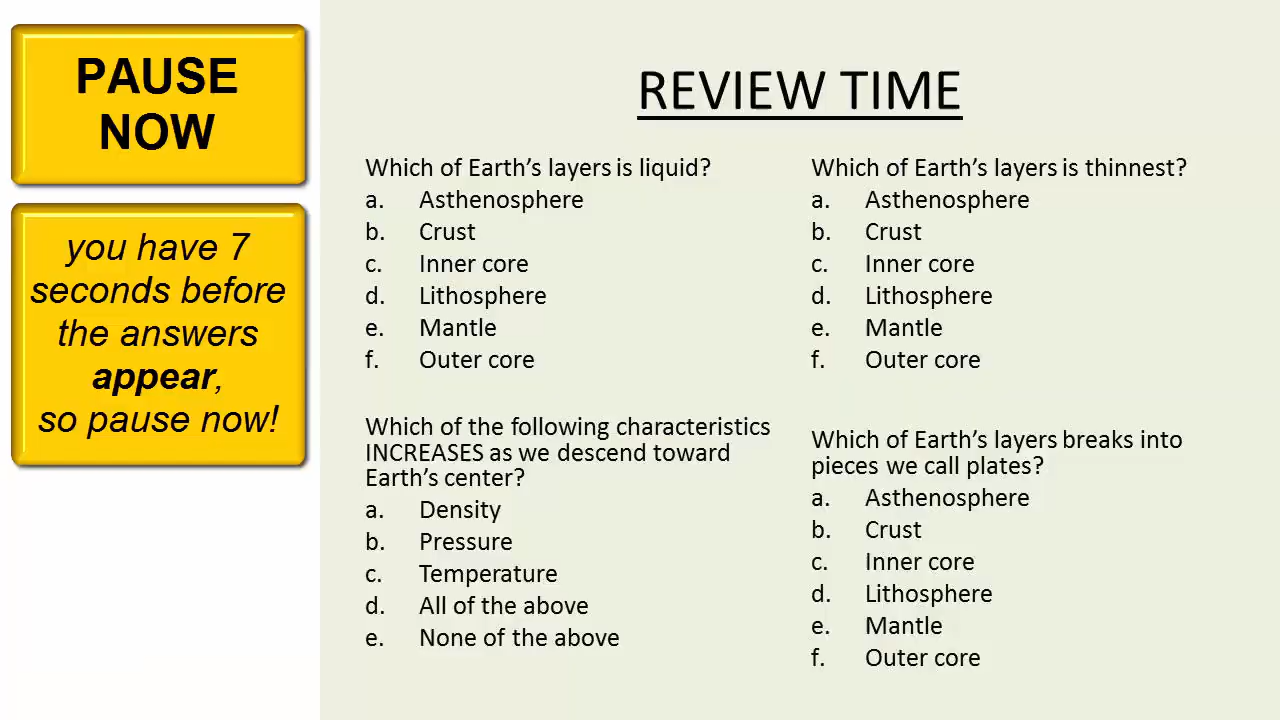 PAUSE
NOW
you have 7
seconds before
the answers
appear,
so pause now!
REVIEW TIME
Which of Earth’s layers is liquid?
a. Asthenosphere
b. Crust
c. Inner core
d. Lithosphere
e. Mantle
f. Outer core
Which of the following characteristics
INCREASES as we descend toward
Earth’s center?
a. Density
b. Pressure
c. Temperature
d. All of the above
e. None of the above
Which of Earth’s layers is thinnest?
a. Asthenosphere
b. Crust
c. Inner core
d. Lithosphere
e. Mantle
f. Outer core
Which of Earth’s layers breaks into
pieces we call plates?
a. Asthenosphere
b. Crust
c. Inner core
d. Lithosphere
e. Mantle
f. Outer core